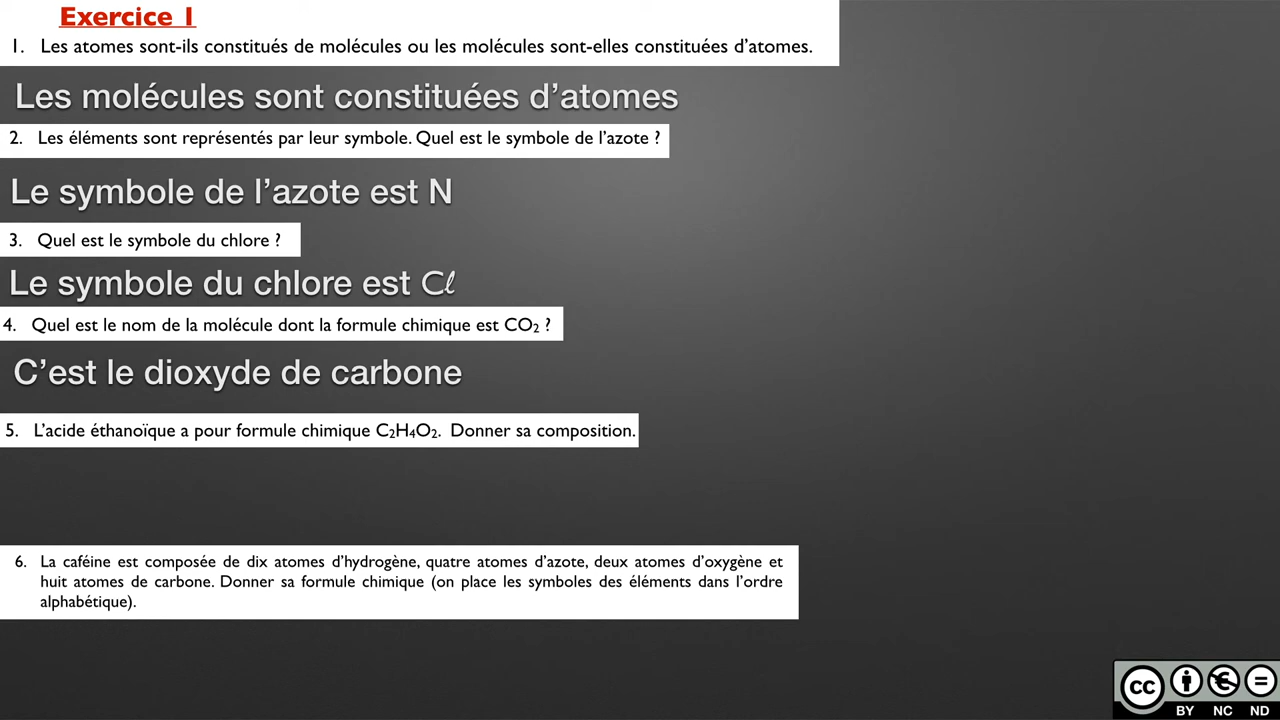 Exercice 1
1. Les atomes sont-ils constitués de molécules ou les molécules sont-elles constituées d’atomes.
Les molécules sont constituées d’atomes
2. Les éléments sont représentés par leur symbole. Quel est le symbole de l’azote ?
Le symbole de l’azote est N
3. Quel est le symbole du chlore ?
Le symbole du chlore est Cℓ
4. Quel est le nom de la molécule dont la formule chimique est CO₂ ?
C’est le dioxyde de carbone
5. L’acide éthanoïque a pour formule chimique C₂H₄O₂. Donner sa composition.
6. La caféine est composée de dix atomes d’hydrogène, quatre atomes d’azote, deux atomes d’oxygène et
huit atomes de carbone. Donner sa formule chimique (on place les symboles des éléments dans l’ordre
alphabétique).
cc
BY NC ND